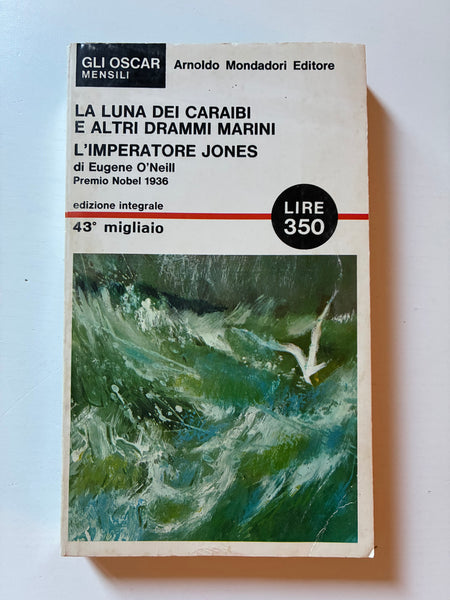 GLI OSCAR
MENSILI
Arnoldo Mondadori Editore
LA LUNA DEI CARAIBI
E ALTRI DRAMMI MARINI
L'IMPERATORE JONES
di Eugene O'Neill
Premio Nobel 1936
edizione integrale
LIRE
350
43° migliaio